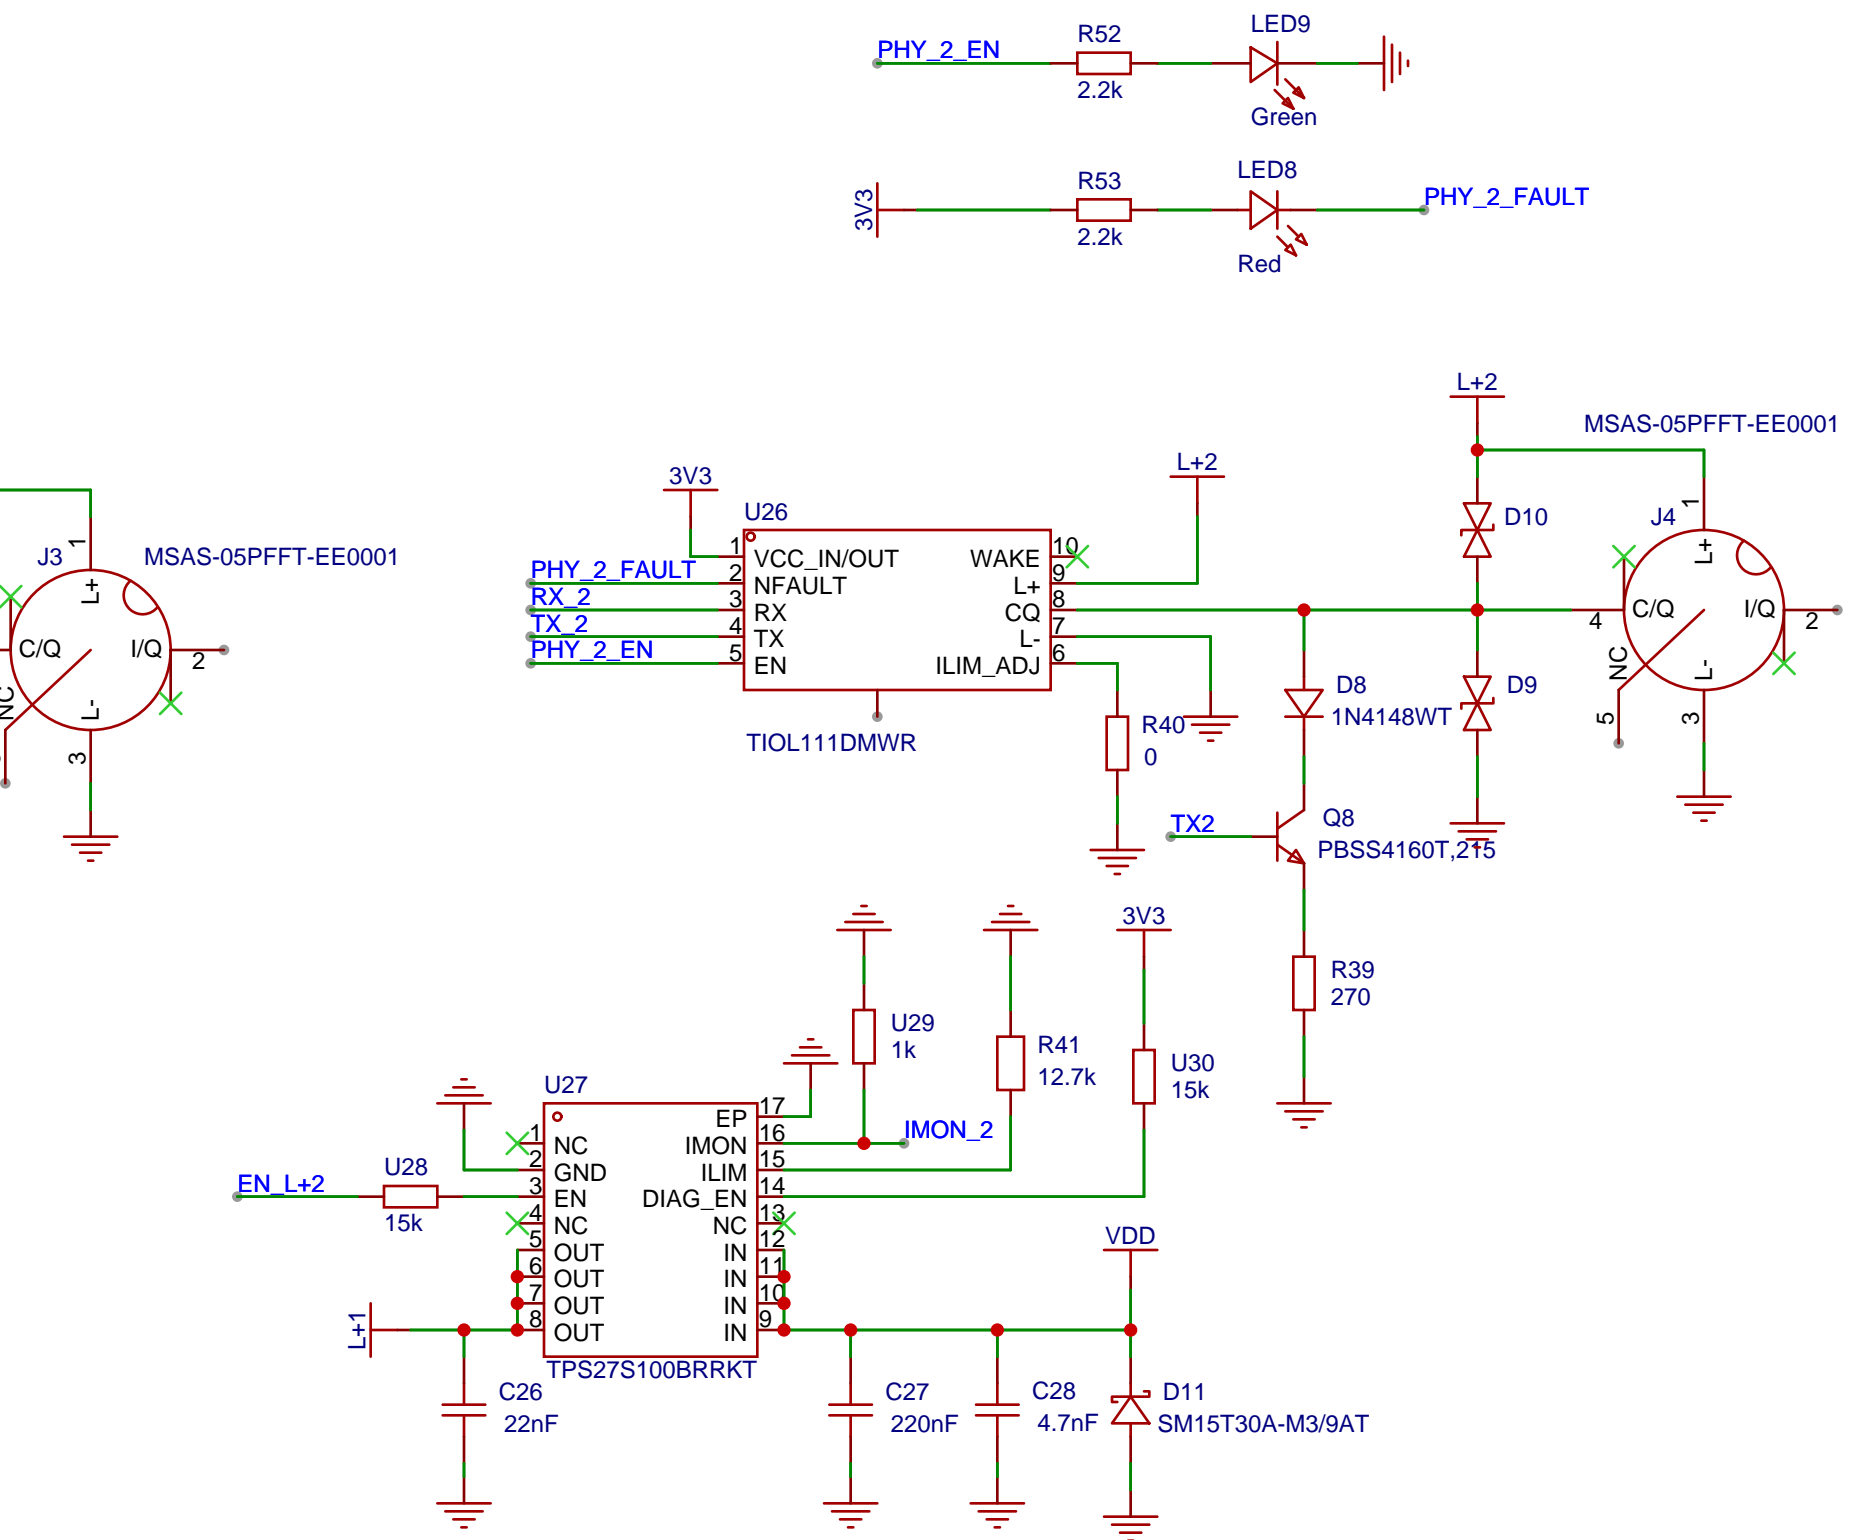 PHY_2_EN
R52
2.2k
LED9
Green
3V3
R53
2.2k
LED8
Red
PHY_2_FAULT
J3
MSAS-05PFFT-EE0001
1
L+
C/Q
I/Q
2
NC
L-
3
3V3
U26
1
VCC_IN/OUT
PHY_2_FAULT
2
NFAULT
RX_2
3
RX
TX_2
4
TX
PHY_2_EN
5
EN
WAKE
10
L+
9
CQ
8
L-
7
ILIM_ADJ
6
TIOL111DMWR
L+2
R40
0
L+2
MSAS-05PFFT-EE0001
D10
J4
1
L+
C/Q
4
I/Q
2
NC
5
L-
3
D8
1N4148WT
D9
TX2
Q8
PBSS4160T,215
R39
270
U29
1k
R41
12.7k
3V3
U30
15k
IMON_2
U27
EN_L+2
U28
15k
1
NC
2
GND
3
EN
4
NC
5
OUT
6
OUT
7
OUT
8
OUT
EP
17
IMON
16
ILIM
15
DIAG_EN
14
NC
13
IN
12
IN
11
IN
10
IN
9
TPS27S100BRRKT
L+1
C26
22nF
C27
220nF
C28
4.7nF
VDD
D11
SM15T30A-M3/9AT